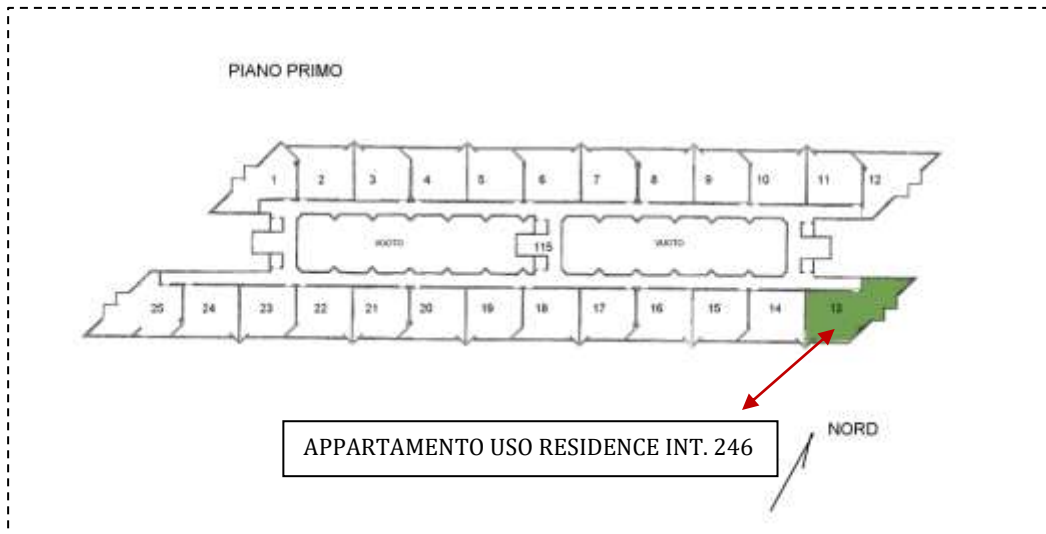 PIANO PRIMO
1 2 3 4 5 6 7 8 9 10 11 12
VUOTO 115 VUOTO
25 24 23 22 21 20 19 18 17 16 15 14 13
APPARTAMENTO USO RESIDENCE INT. 246
NORD